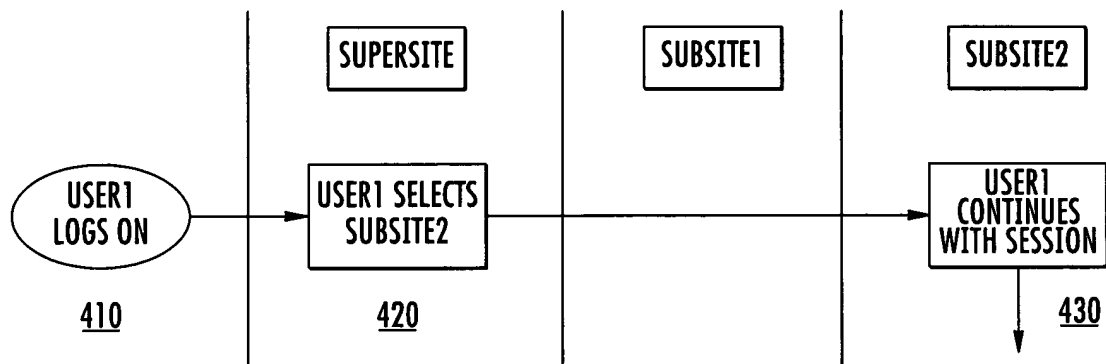 SUPERSITE
SUBSITE1
SUBSITE2
USER1
LOGS ON
USER1 SELECTS
SUBSITE2
USER1
CONTINUES
WITH SESSION
410
420
430